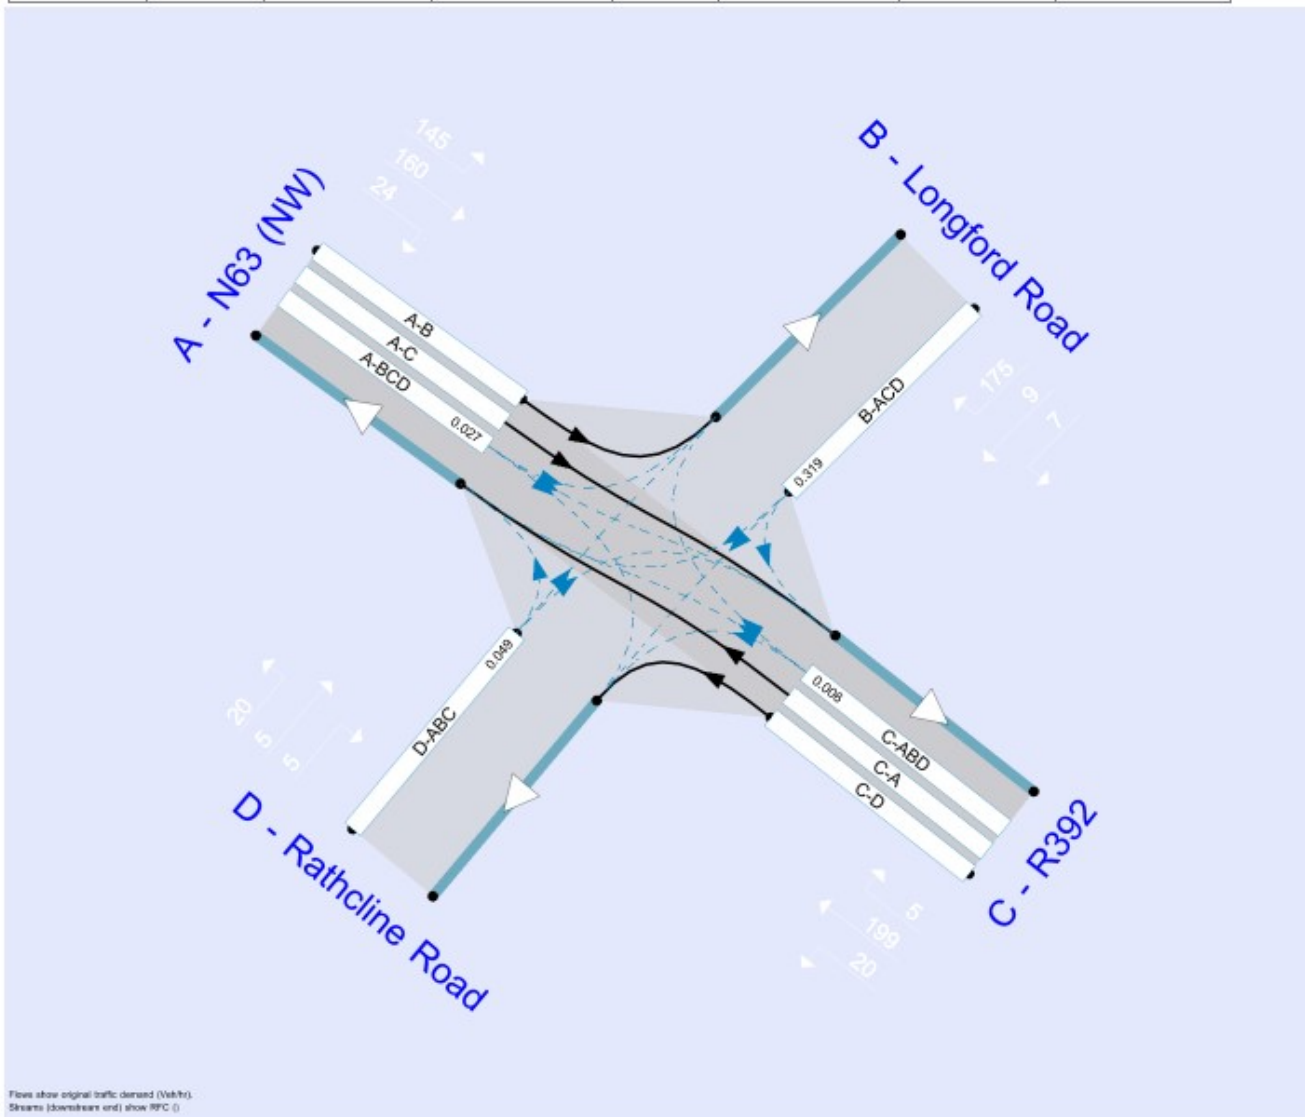 145
160
24
A - N63 (NW)
B - Longford Road
A-B
A-C
A-BCD
0.027
B-ACD
0.319
175
9
7
0.049
D-ABC
20
5
5
D - Rathcline Road
0.008
C-ABD
C-A
C-D
C - R392
5
199
20
Flows show original traffic demand (Veh/hr).
Streams (downstream end) show RFC ()